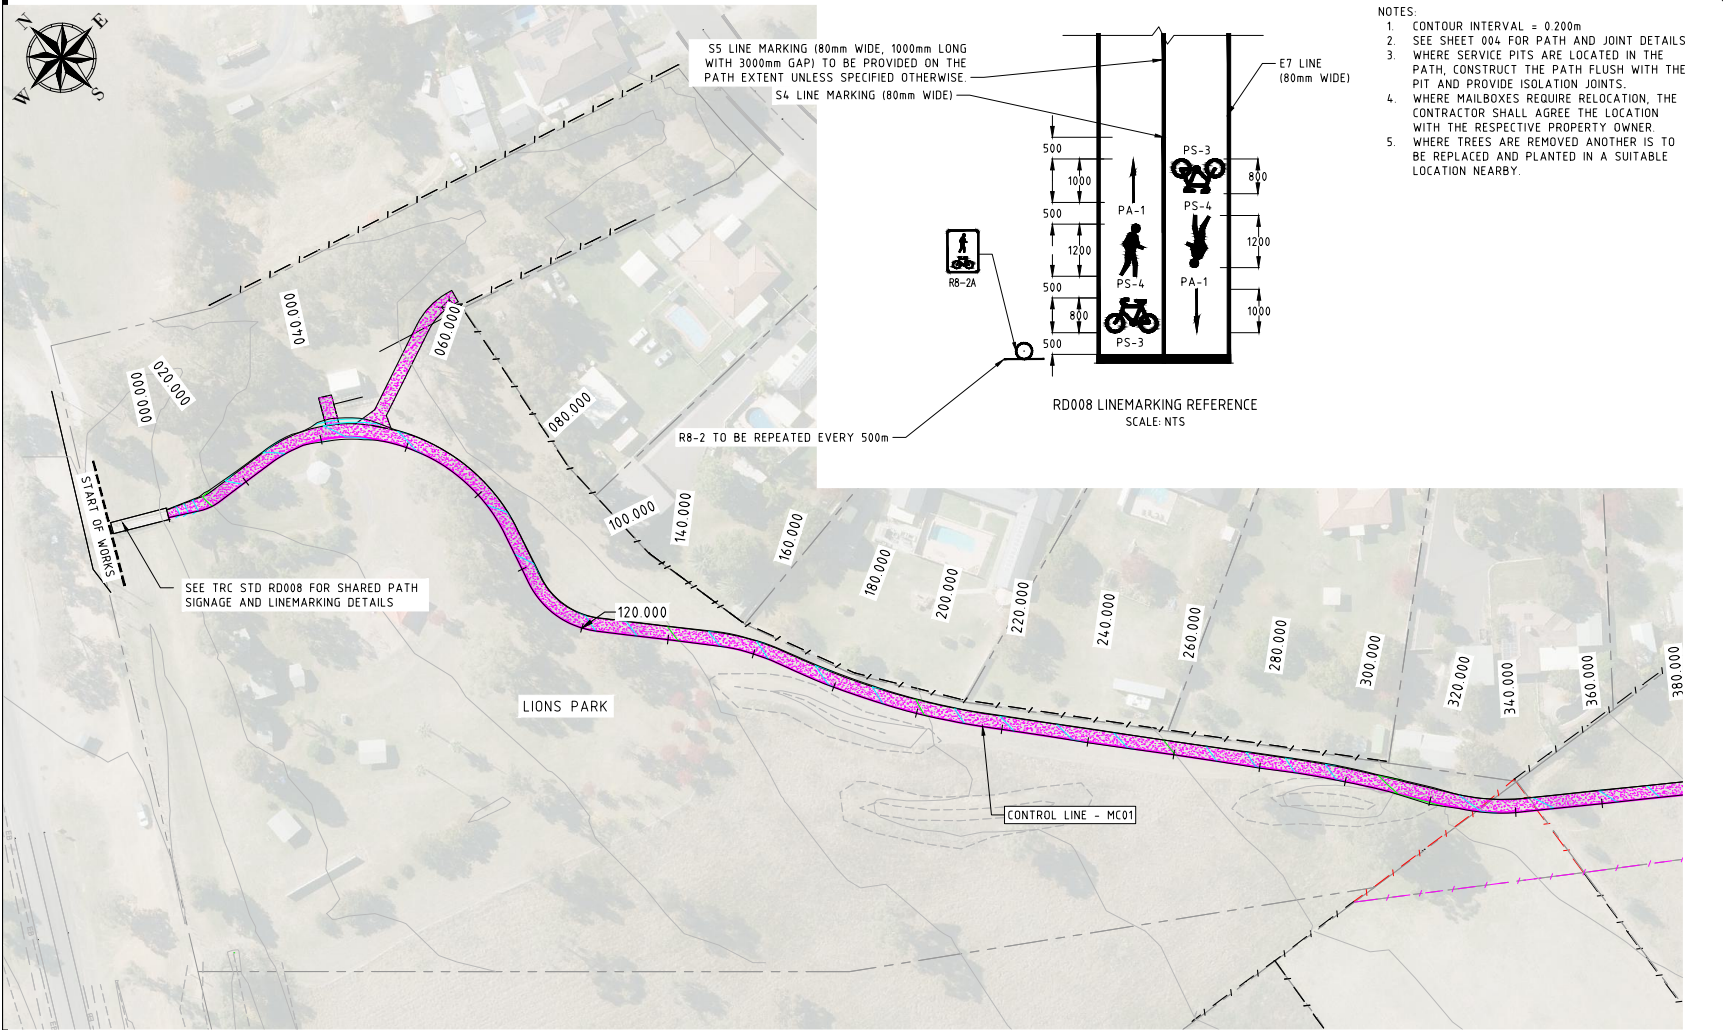 N
E
W
S
S5 LINE MARKING (80mm WIDE, 1000mm LONG
WITH 3000mm GAP) TO BE PROVIDED ON THE
PATH EXTENT UNLESS SPECIFIED OTHERWISE.
S4 LINE MARKING (80mm WIDE)
E7 LINE
(80mm WIDE)
500
1000
500
1200
500
800
500
PA-1
PS-4
PS-3
PS-3
PS-4
PA-1
800
1200
1000
R8-2A
RD008 LINEMARKING REFERENCE
SCALE: NTS
R8-2 TO BE REPEATED EVERY 500m
NOTES:
1. CONTOUR INTERVAL = 0.200m
2. SEE SHEET 004 FOR PATH AND JOINT DETAILS
3. WHERE SERVICE PITS ARE LOCATED IN THE
PATH, CONSTRUCT THE PATH FLUSH WITH THE
PIT AND PROVIDE ISOLATION JOINTS.
4. WHERE MAILBOXES REQUIRE RELOCATION, THE
CONTRACTOR SHALL AGREE THE LOCATION
WITH THE RESPECTIVE PROPERTY OWNER.
5. WHERE TREES ARE REMOVED ANOTHER IS TO
BE REPLACED AND PLANTED IN A SUITABLE
LOCATION NEARBY.
000.000
020.000
040.000
060.000
080.000
100.000
120.000
140.000
160.000
180.000
200.000
220.000
240.000
260.000
280.000
300.000
320.000
340.000
360.000
380.000
START OF WORKS
SEE TRC STD RD008 FOR SHARED PATH
SIGNAGE AND LINEMARKING DETAILS
LIONS PARK
CONTROL LINE - MC01